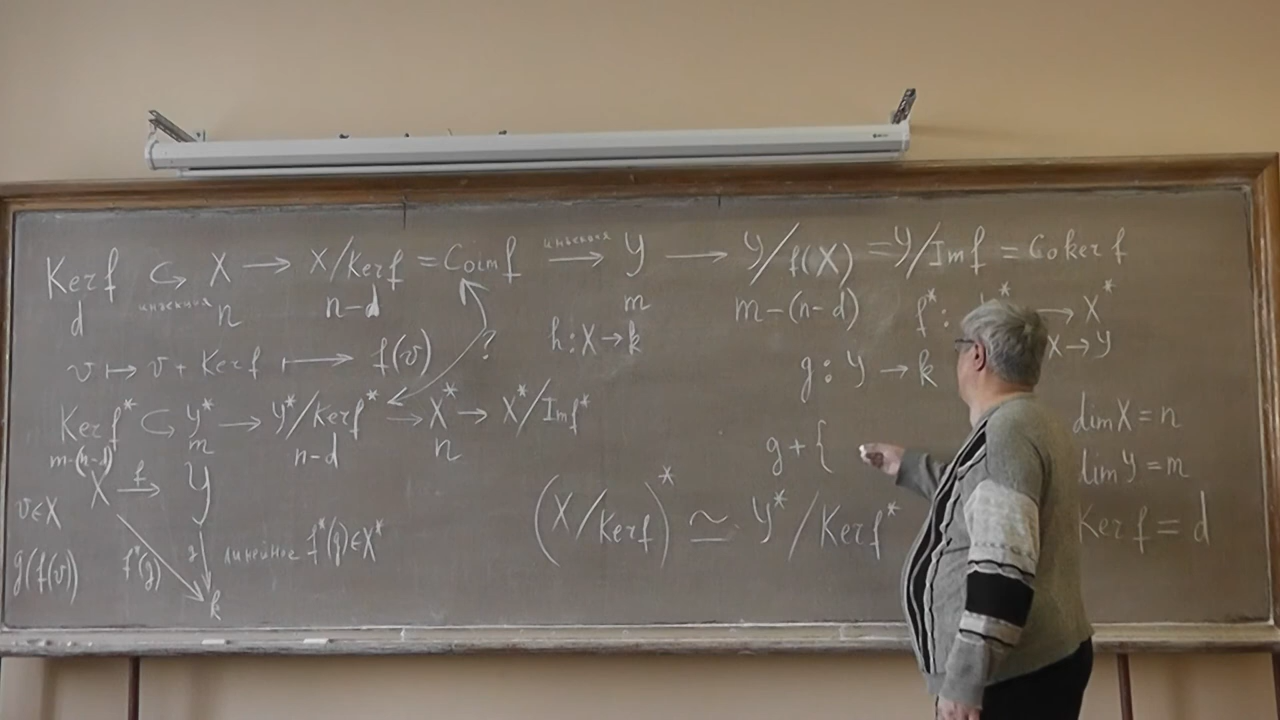 Ker f ↪ X → X/Ker f = Coim f → Y → Y/f(X) = Y/Im f = Coker f
инъекция инъекция
d n n-d m m-(n-d) f*: Y* → X*
v ↦ v + Ker f ↦ f(v) ? h: X → k g: Y → k X → Y
Ker f* ↪ Y* → Y*/Ker f* → X* → X*/Im f* dim X = n
m-(n-d) m n-d n g + { dim Y = m
v ∈ X X f → Y (X/Ker f)* ≃ Y*/Ker f* Ker f = d
g(f(v)) f*(g) g линейное f*(g) ∈ X*
k